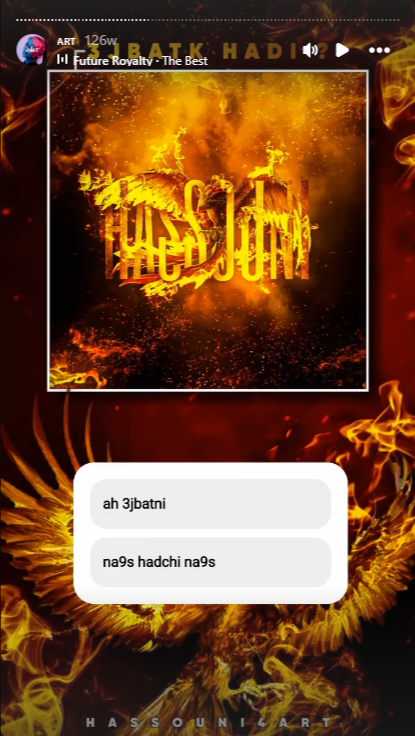 ART 126w
3JBATK HADI ?
Future Royalty · The Best
HASSOUNI
ah 3jbatni
na9s hadchi na9s
HASSOUNI4ART